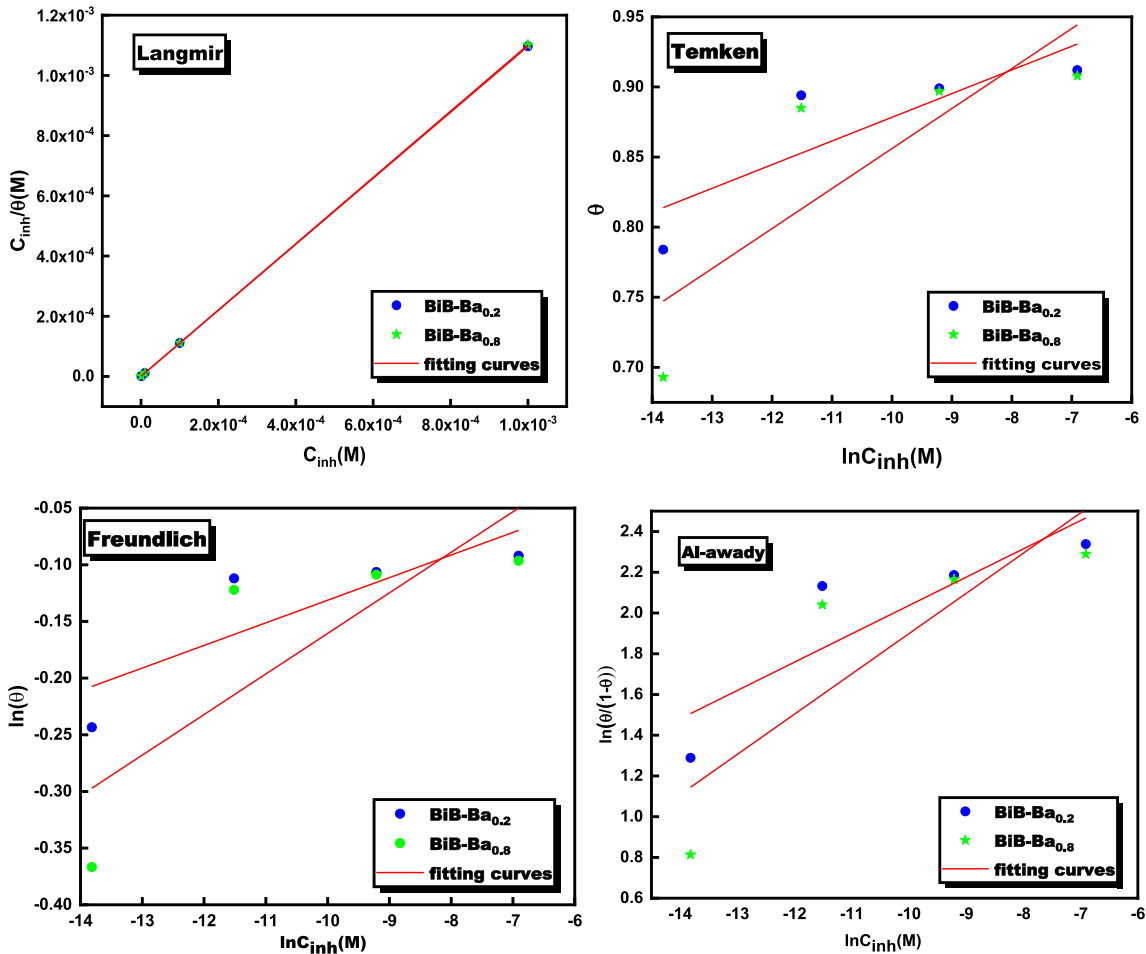 Langmir
1.2x10⁻³
1.0x10⁻³
8.0x10⁻⁴
6.0x10⁻⁴
4.0x10⁻⁴
2.0x10⁻⁴
0.0
C_inh/θ(M)
BiB-Ba₀.₂
BiB-Ba₀.₈
fitting curves
0.0 2.0x10⁻⁴ 4.0x10⁻⁴ 6.0x10⁻⁴ 8.0x10⁻⁴ 1.0x10⁻³
C_inh(M)
Temken
0.95
0.90
0.85
0.80
0.75
0.70
θ
BiB-Ba₀.₂
BiB-Ba₀.₈
fitting curves
-14 -13 -12 -11 -10 -9 -8 -7 -6
lnC_inh(M)
Freundlich
-0.05
-0.10
-0.15
-0.20
-0.25
-0.30
-0.35
-0.40
ln(θ)
BiB-Ba₀.₂
BiB-Ba₀.₈
fitting curves
-14 -13 -12 -11 -10 -9 -8 -7 -6
lnC_inh(M)
Al-awady
2.4
2.2
2.0
1.8
1.6
1.4
1.2
1.0
0.8
0.6
ln(θ/(1-θ))
BiB-Ba₀.₂
BiB-Ba₀.₈
fitting curves
-14 -13 -12 -11 -10 -9 -8 -7 -6
lnC_inh(M)